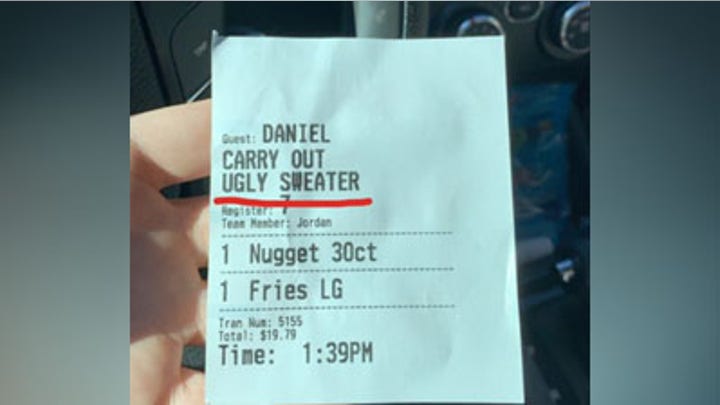 Guest: DANIEL
CARRY OUT
UGLY SWEATER
Register: 7
Team Member: Jordan
1 Nugget 30ct
1 Fries LG
Tran Num: 5155
Total: $19.79
Time: 1:39PM